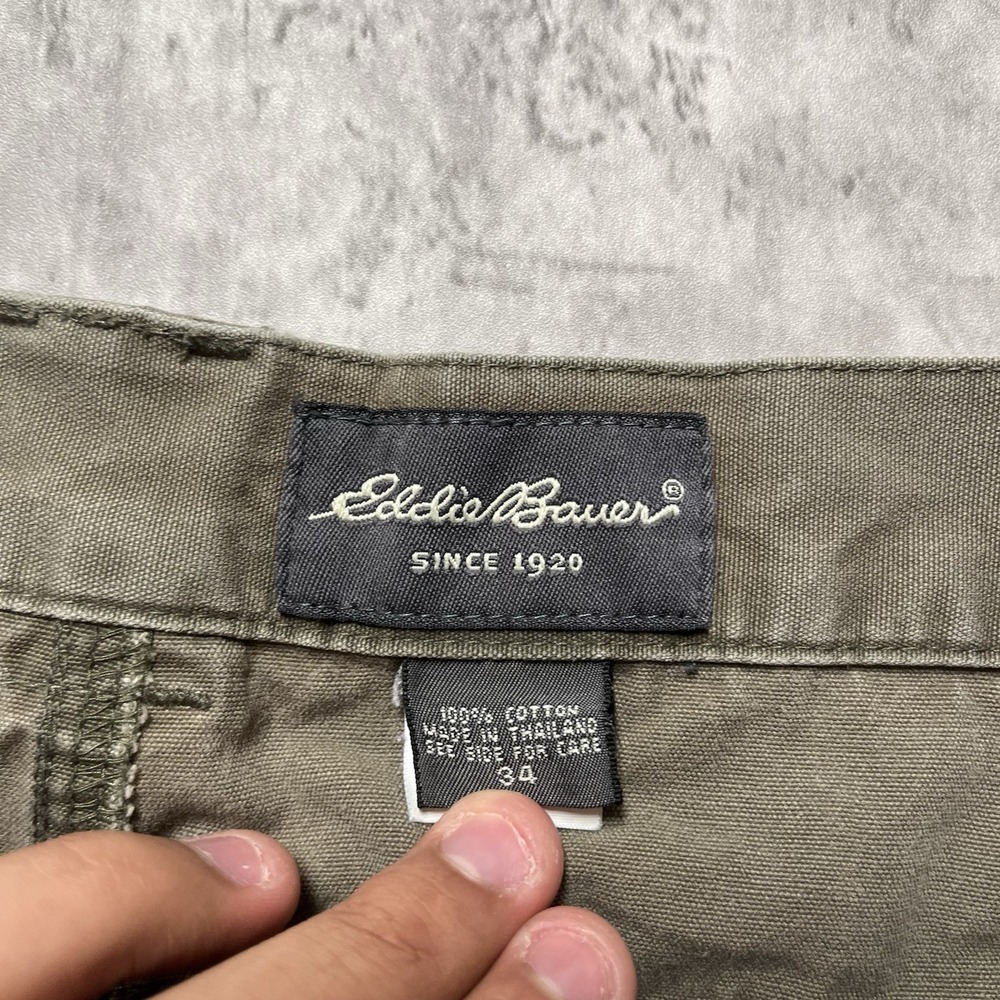 Eddie Bauer®
SINCE 1920
100% COTTON
MADE IN THAILAND
SEE SIDE FOR CARE
34